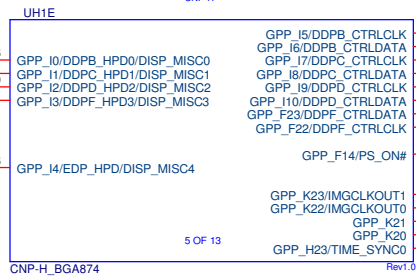 UH1E
GPP_I5/DDPB_CTRLCLK
GPP_I6/DDPB_CTRLDATA
GPP_I0/DDPB_HPD0/DISP_MISC0
GPP_I7/DDPC_CTRLCLK
GPP_I1/DDPC_HPD1/DISP_MISC1
GPP_I8/DDPC_CTRLDATA
GPP_I2/DDPD_HPD2/DISP_MISC2
GPP_I9/DDPD_CTRLCLK
GPP_I3/DDPF_HPD3/DISP_MISC3
GPP_I10/DDPD_CTRLDATA
GPP_F23/DDPF_CTRLDATA
GPP_F22/DDPF_CTRLCLK
GPP_F14/PS_ON#
GPP_I4/EDP_HPD/DISP_MISC4
GPP_K23/IMGCLKOUT1
GPP_K22/IMGCLKOUT0
GPP_K21
GPP_K20
5 OF 13
GPP_H23/TIME_SYNC0
CNP-H_BGA874
Rev1.0